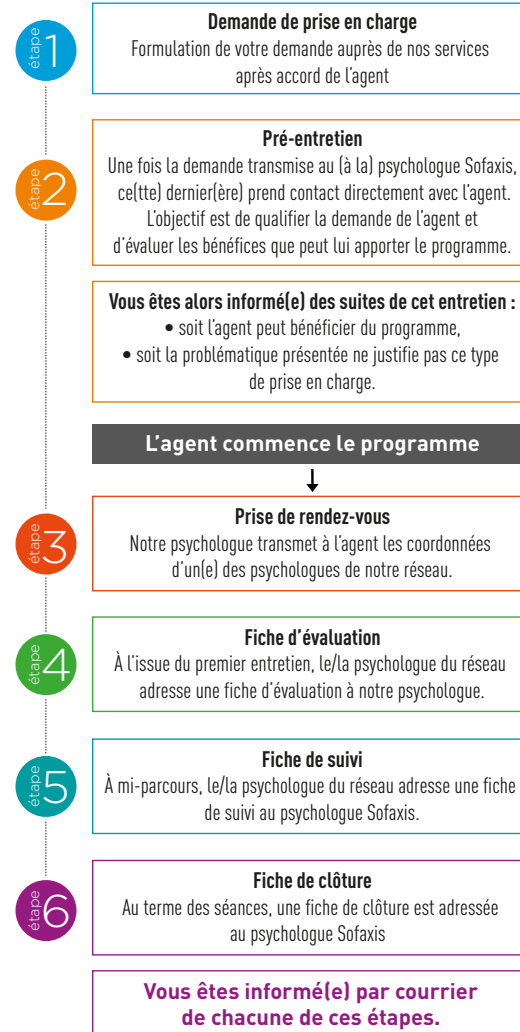 étape 1
Demande de prise en charge
Formulation de votre demande auprès de nos services
après accord de l'agent
étape 2
Pré-entretien
Une fois la demande transmise au (à la) psychologue Sofaxis,
ce(tte) dernier(ère) prend contact directement avec l'agent.
L'objectif est de qualifier la demande de l'agent et
d'évaluer les bénéfices que peut lui apporter le programme.
Vous êtes alors informé(e) des suites de cet entretien :
• soit l'agent peut bénéficier du programme,
• soit la problématique présentée ne justifie pas ce type
de prise en charge.
L'agent commence le programme
étape 3
Prise de rendez-vous
Notre psychologue transmet à l'agent les coordonnées
d'un(e) des psychologues de notre réseau.
étape 4
Fiche d'évaluation
À l'issue du premier entretien, le/la psychologue du réseau
adresse une fiche d'évaluation à notre psychologue.
étape 5
Fiche de suivi
À mi-parcours, le/la psychologue du réseau adresse une fiche
de suivi au psychologue Sofaxis.
étape 6
Fiche de clôture
Au terme des séances, une fiche de clôture est adressée
au psychologue Sofaxis
Vous êtes informé(e) par courrier
de chacune de ces étapes.